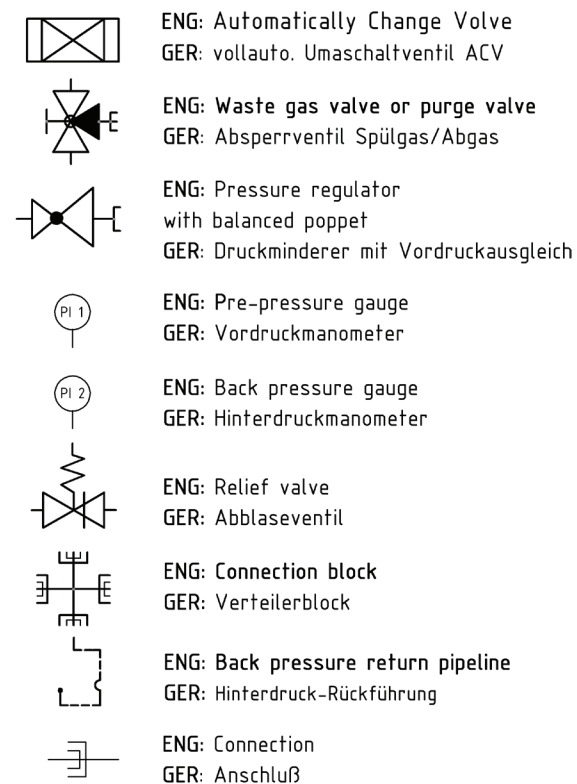 ENG: Automatically Change Volve
GER: vollauto. Umaschaltventil ACV
ENG: Waste gas valve or purge valve
GER: Absperrventil Spülgas/Abgas
ENG: Pressure regulator
with balanced poppet
GER: Druckminderer mit Vordruckausgleich
PI 1
ENG: Pre-pressure gauge
GER: Vordruckmanometer
PI 2
ENG: Back pressure gauge
GER: Hinterdruckmanometer
ENG: Relief valve
GER: Abblaseventil
ENG: Connection block
GER: Verteilerblock
ENG: Back pressure return pipeline
GER: Hinterdruck-Rückführung
ENG: Connection
GER: Anschluß